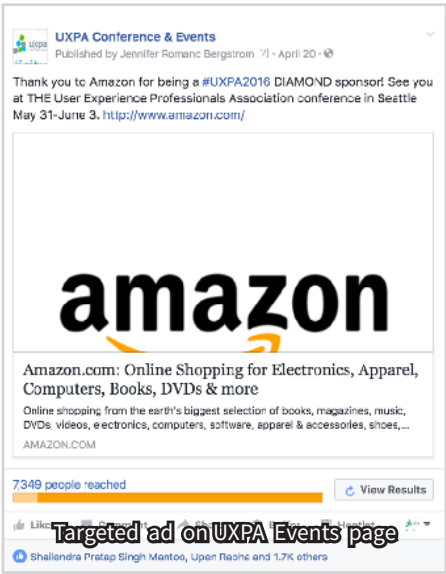 UXPA Conference & Events
Published by Jennifer Romano Bergstrom · April 20 ·
Thank you to Amazon for being a #UXPA2016 DIAMOND sponsor! See you
at THE User Experience Professionals Association conference in Seattle
May 31-June 3. http://www.amazon.com/
amazon
Amazon.com: Online Shopping for Electronics, Apparel,
Computers, Books, DVDs & more
Online shopping from the earth's biggest selection of books, magazines, music,
DVDs, videos, electronics, computers, software, apparel & accessories, shoes,...
AMAZON.COM
7,349 people reached
View Results
Like Comment
Targeted ad on UXPA Events page
Shailendra Pratap Singh Mantoo, Upen and 1.7K others